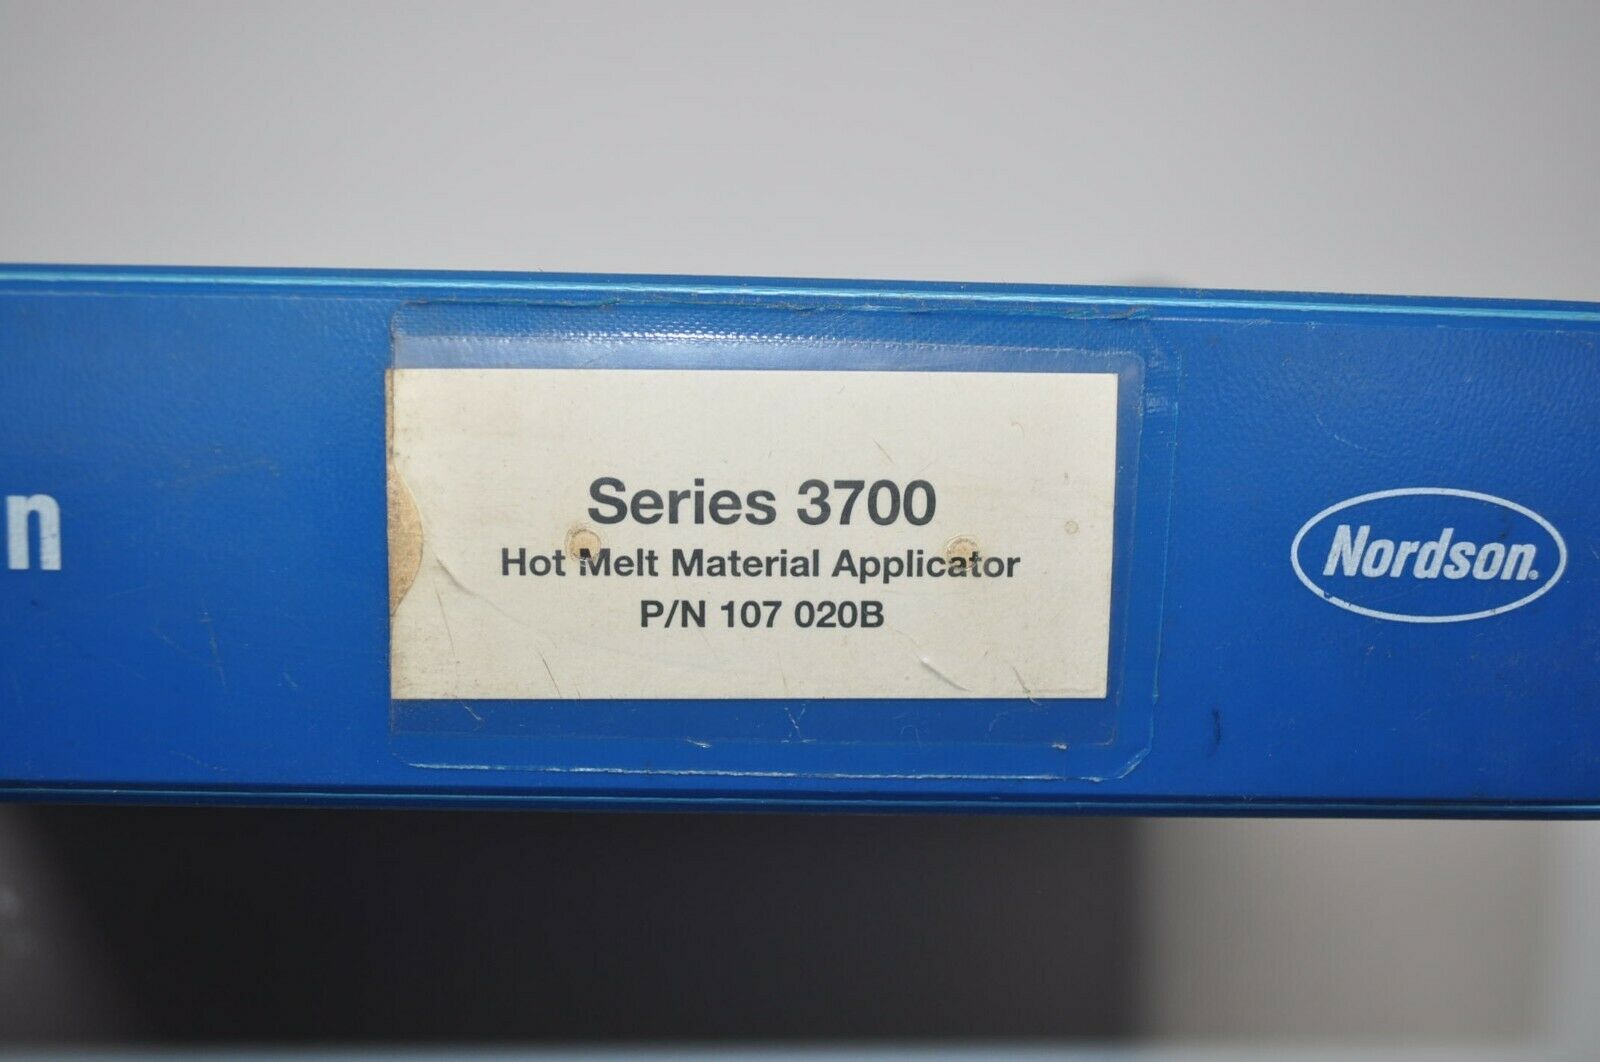 n
Series 3700
Hot Melt Material Applicator
P/N 107 020B
Nordson®